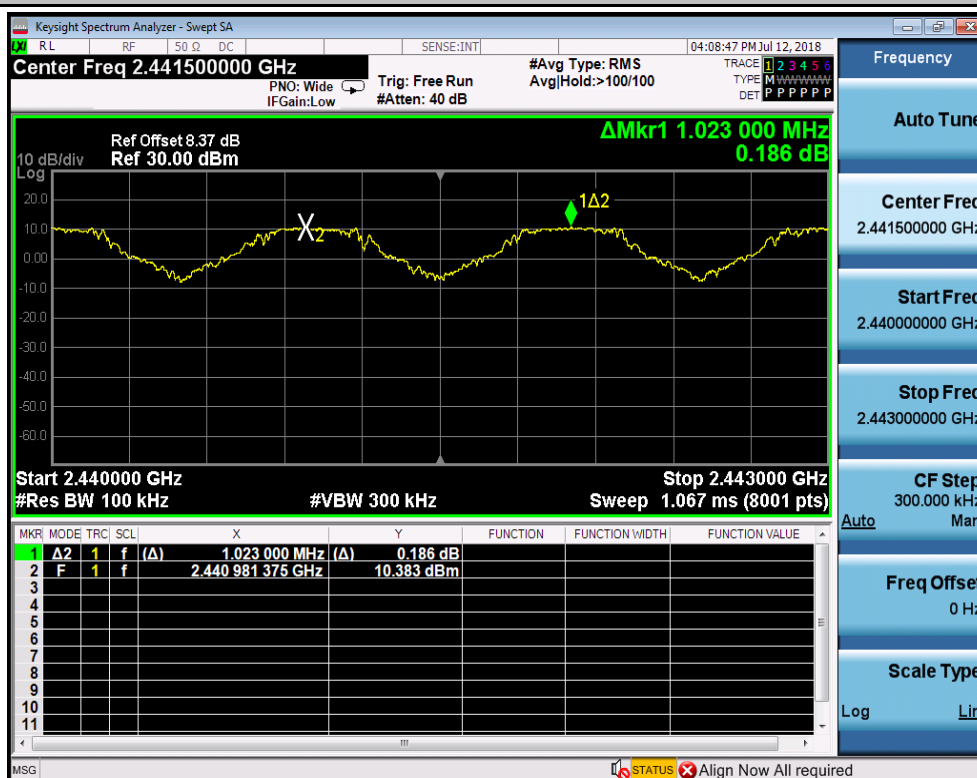 Keysight Spectrum Analyzer - Swept SA
LXI RL RF 50 Ω DC SENSE:INT 04:08:47 PM Jul 12, 2018
Center Freq 2.441500000 GHz
PNO: Wide
IFGain:Low
Trig: Free Run
#Atten: 40 dB
#Avg Type: RMS
Avg|Hold:>100/100
TRACE 1 2 3 4 5 6
TYPE M WWWWW
DET P P P P P P
ΔMkr1 1.023 000 MHz
0.186 dB
Ref Offset 8.37 dB
10 dB/div Ref 30.00 dBm
Log
20.0
10.0
0.00
-10.0
-20.0
-30.0
-40.0
-50.0
-60.0
X2
1Δ2
Start 2.440000 GHz Stop 2.443000 GHz
#Res BW 100 kHz #VBW 300 kHz Sweep 1.067 ms (8001 pts)
MKR MODE TRC SCL X Y FUNCTION FUNCTION WIDTH FUNCTION VALUE
1 Δ2 1 f (Δ) 1.023 000 MHz (Δ) 0.186 dB
2 F 1 f 2.440 981 375 GHz 10.383 dBm
3
4
5
6
7
8
9
10
11
MSG STATUS Align Now All required
Frequency
Auto Tune
Center Freq
2.441500000 GHz
Start Freq
2.440000000 GHz
Stop Freq
2.443000000 GHz
CF Step
300.000 kHz
Auto Man
Freq Offset
0 Hz
Scale Type
Log Lin